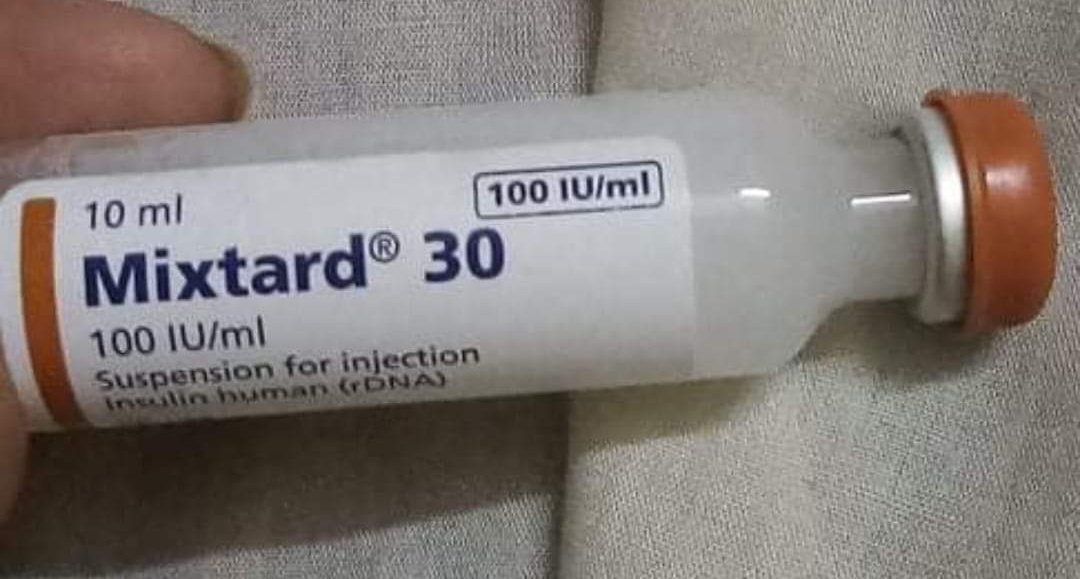 10 ml
100 IU/ml
Mixtard® 30
100 IU/ml
Suspension for injection
Insulin human (rDNA)